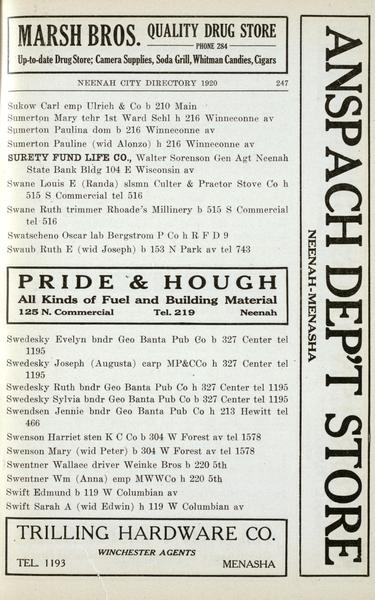 MARSH BROS. QUALITY DRUG STORE
PHONE 284
Up-to-date Drug Store; Camera Supplies, Soda Grill, Whitman Candies, Cigars
NEENAH CITY DIRECTORY 1920 247
Sukow Carl emp Ulrich & Co b 210 Main
Sumerton Mary tchr 1st Ward Schl h 216 Winneconne av
Sumerton Paulina dom b 216 Winneconne av
Sumerton Pauline (wid Alonzo) h 216 Winneconne av
SURETY FUND LIFE CO., Walter Sorenson Gen Agt Neenah
State Bank Bldg 104 E Wisconsin av
Swane Louis E (Randa) slsmn Culter & Practor Stove Co h
515 S Commercial tel 516
Swane Ruth trimmer Rhoade's Millinery b 515 S Commercial
tel 516
Swatscheno Oscar lab Bergstrom P Co h R F D 9
Swaub Ruth E (wid Joseph) b 153 N Park av tel 743
PRIDE & HOUGH
All Kinds of Fuel and Building Material
125 N. Commercial Tel. 219 Neenah
Swedesky Evelyn bndr Geo Banta Pub Co b 327 Center tel
1195
Swedesky Joseph (Augusta) carp MP&CCo h 327 Center tel
1195
Swedesky Ruth bndr Geo Banta Pub Co h 327 Center tel 1195
Swedesky Sylvia bndr Geo Banta Pub Co b 327 Center tel 1195
Swendsen Jennie bndr Geo Banta Pub Co h 213 Hewitt tel
466
Swenson Harriet sten K C Co b 304 W Forest av tel 1578
Swenson Mary (wid Peter) b 304 W Forest av tel 1578
Swentner Wallace driver Weinke Bros b 220 5th
Swentner Wm (Anna) emp MWWCo h 220 5th
Swift Edmund b 119 W Columbian av
Swift Sarah A (wid Edwin) h 119 W Columbian av
TRILLING HARDWARE CO.
WINCHESTER AGENTS
TEL. 1193 MENASHA
ANSPACH DEP'T STORE
NEENAH-MENASHA